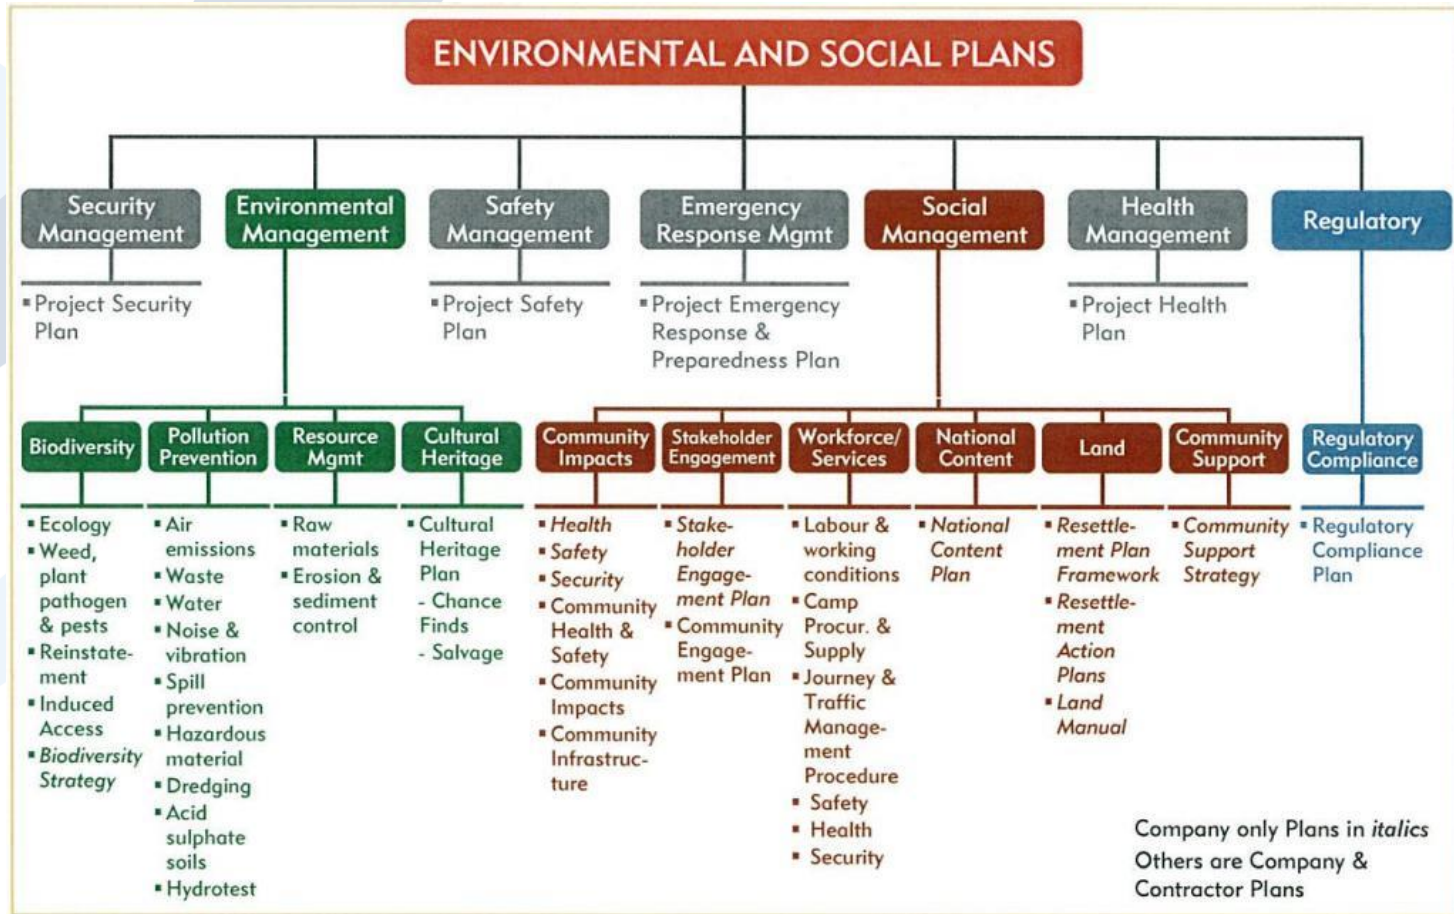 ENVIRONMENTAL AND SOCIAL PLANS
Security
Management
Environmental
Management
Safety
Management
Emergency
Response Mgmt
Social
Management
Health
Management
Regulatory
▪ Project Security
Plan
▪ Project Safety
Plan
▪ Project Emergency
Response &
Preparedness Plan
▪ Project Health
Plan
Biodiversity
Pollution
Prevention
Resource
Mgmt
Cultural
Heritage
Community
Impacts
Stakeholder
Engagement
Workforce/
Services
National
Content
Land
Community
Support
Regulatory
Compliance
▪ Ecology
▪ Weed,
plant
pathogen
& pests
▪ Reinstate-
ment
▪ Induced
Access
▪ Biodiversity
Strategy
▪ Air
emissions
▪ Waste
▪ Water
▪ Noise &
vibration
▪ Spill
prevention
▪ Hazardous
material
▪ Dredging
▪ Acid
sulphate
soils
▪ Hydrotest
▪ Raw
materials
▪ Erosion &
sediment
control
▪ Cultural
Heritage
Plan
- Chance
Finds
- Salvage
▪ Health
▪ Safety
▪ Security
▪ Community
Health &
Safety
▪ Community
Impacts
▪ Community
Infrastruc-
ture
▪ Stake-
holder
Engage-
ment Plan
▪ Community
Engage-
ment Plan
▪ Labour &
working
conditions
▪ Camp
Procur. &
Supply
▪ Journey &
Traffic
Manage-
ment
Procedure
▪ Safety
▪ Health
▪ Security
▪ National
Content
Plan
▪ Resettle-
ment Plan
Framework
▪ Resettle-
ment
Action
Plans
▪ Land
Manual
▪ Community
Support
Strategy
▪ Regulatory
Compliance
Plan
Company only Plans in italics
Others are Company &
Contractor Plans